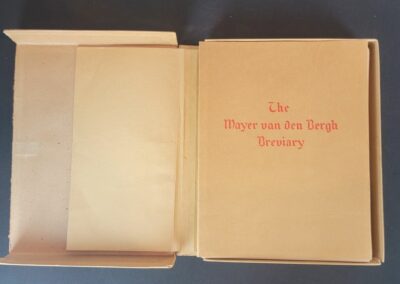 The
Mayer van den Bergh
Breviary